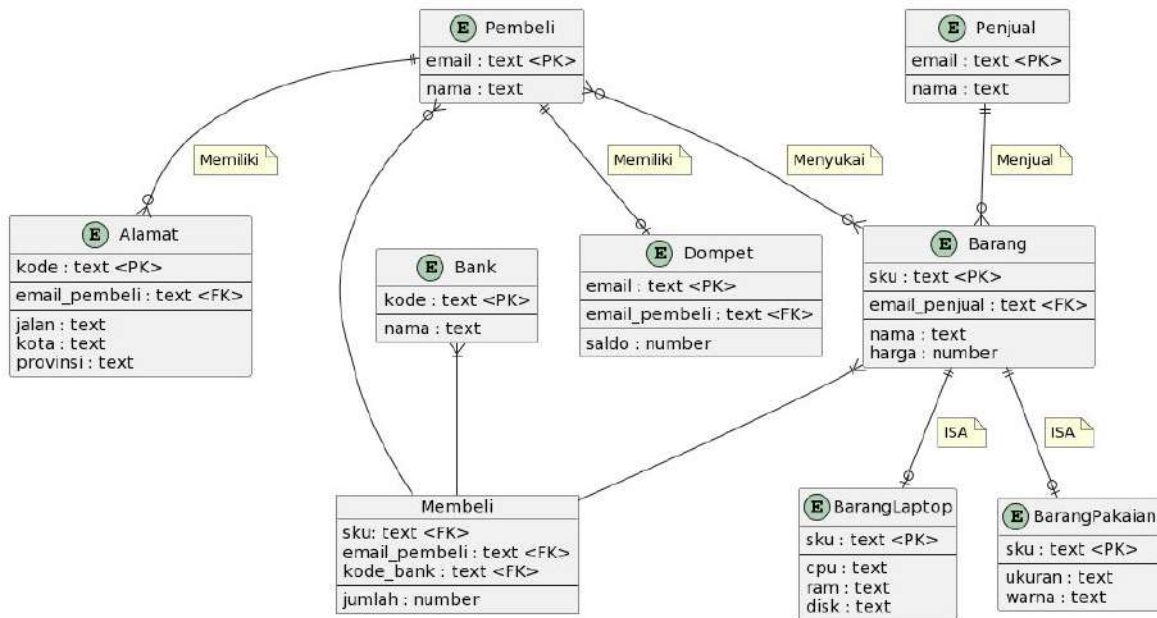 E Pembeli
email : text <PK>
nama : text
E Penjual
email : text <PK>
nama : text
Memiliki
Memiliki
Menyukai
Menjual
E Alamat
kode : text <PK>
email_pembeli : text <FK>
jalan : text
kota : text
provinsi : text
E Bank
kode : text <PK>
nama : text
E Dompet
email : text <PK>
email_pembeli : text <FK>
saldo : number
E Barang
sku : text <PK>
email_penjual : text <FK>
nama : text
harga : number
ISA
ISA
Membeli
sku: text <FK>
email_pembeli : text <FK>
kode_bank : text <FK>
jumlah : number
E BarangLaptop
sku : text <PK>
cpu : text
ram : text
disk : text
E BarangPakaian
sku : text <PK>
ukuran : text
warna : text